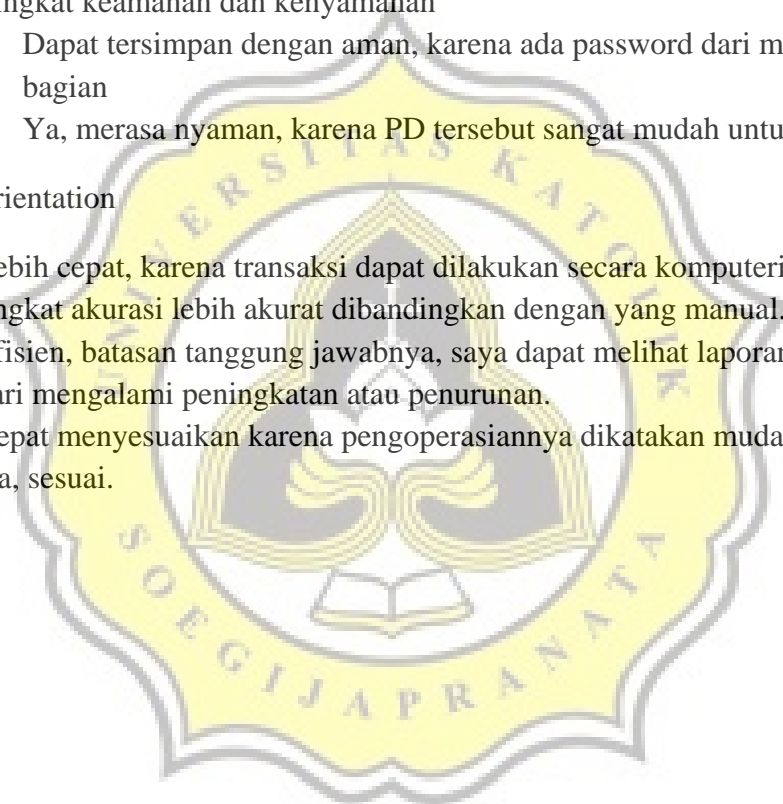 ngkat keamanan dan kenyamanan
Dapat tersimpan dengan aman, karena ada password dari m
bagian
Ya, merasa nyaman, karena PD tersebut sangat mudah untu
rientation
ebih cepat, karena transaksi dapat dilakukan secara komputeri
ngkat akurasi lebih akurat dibandingkan dengan yang manual.
fisien, batasan tanggung jawabnya, saya dapat melihat laporan
ari mengalami peningkatan atau penurunan.
epat menyesuaikan karena pengoperasiannya dikatakan muda
a, sesuai.
UNIVERSITAS KATOLIK
SOEGIJAPRANATA